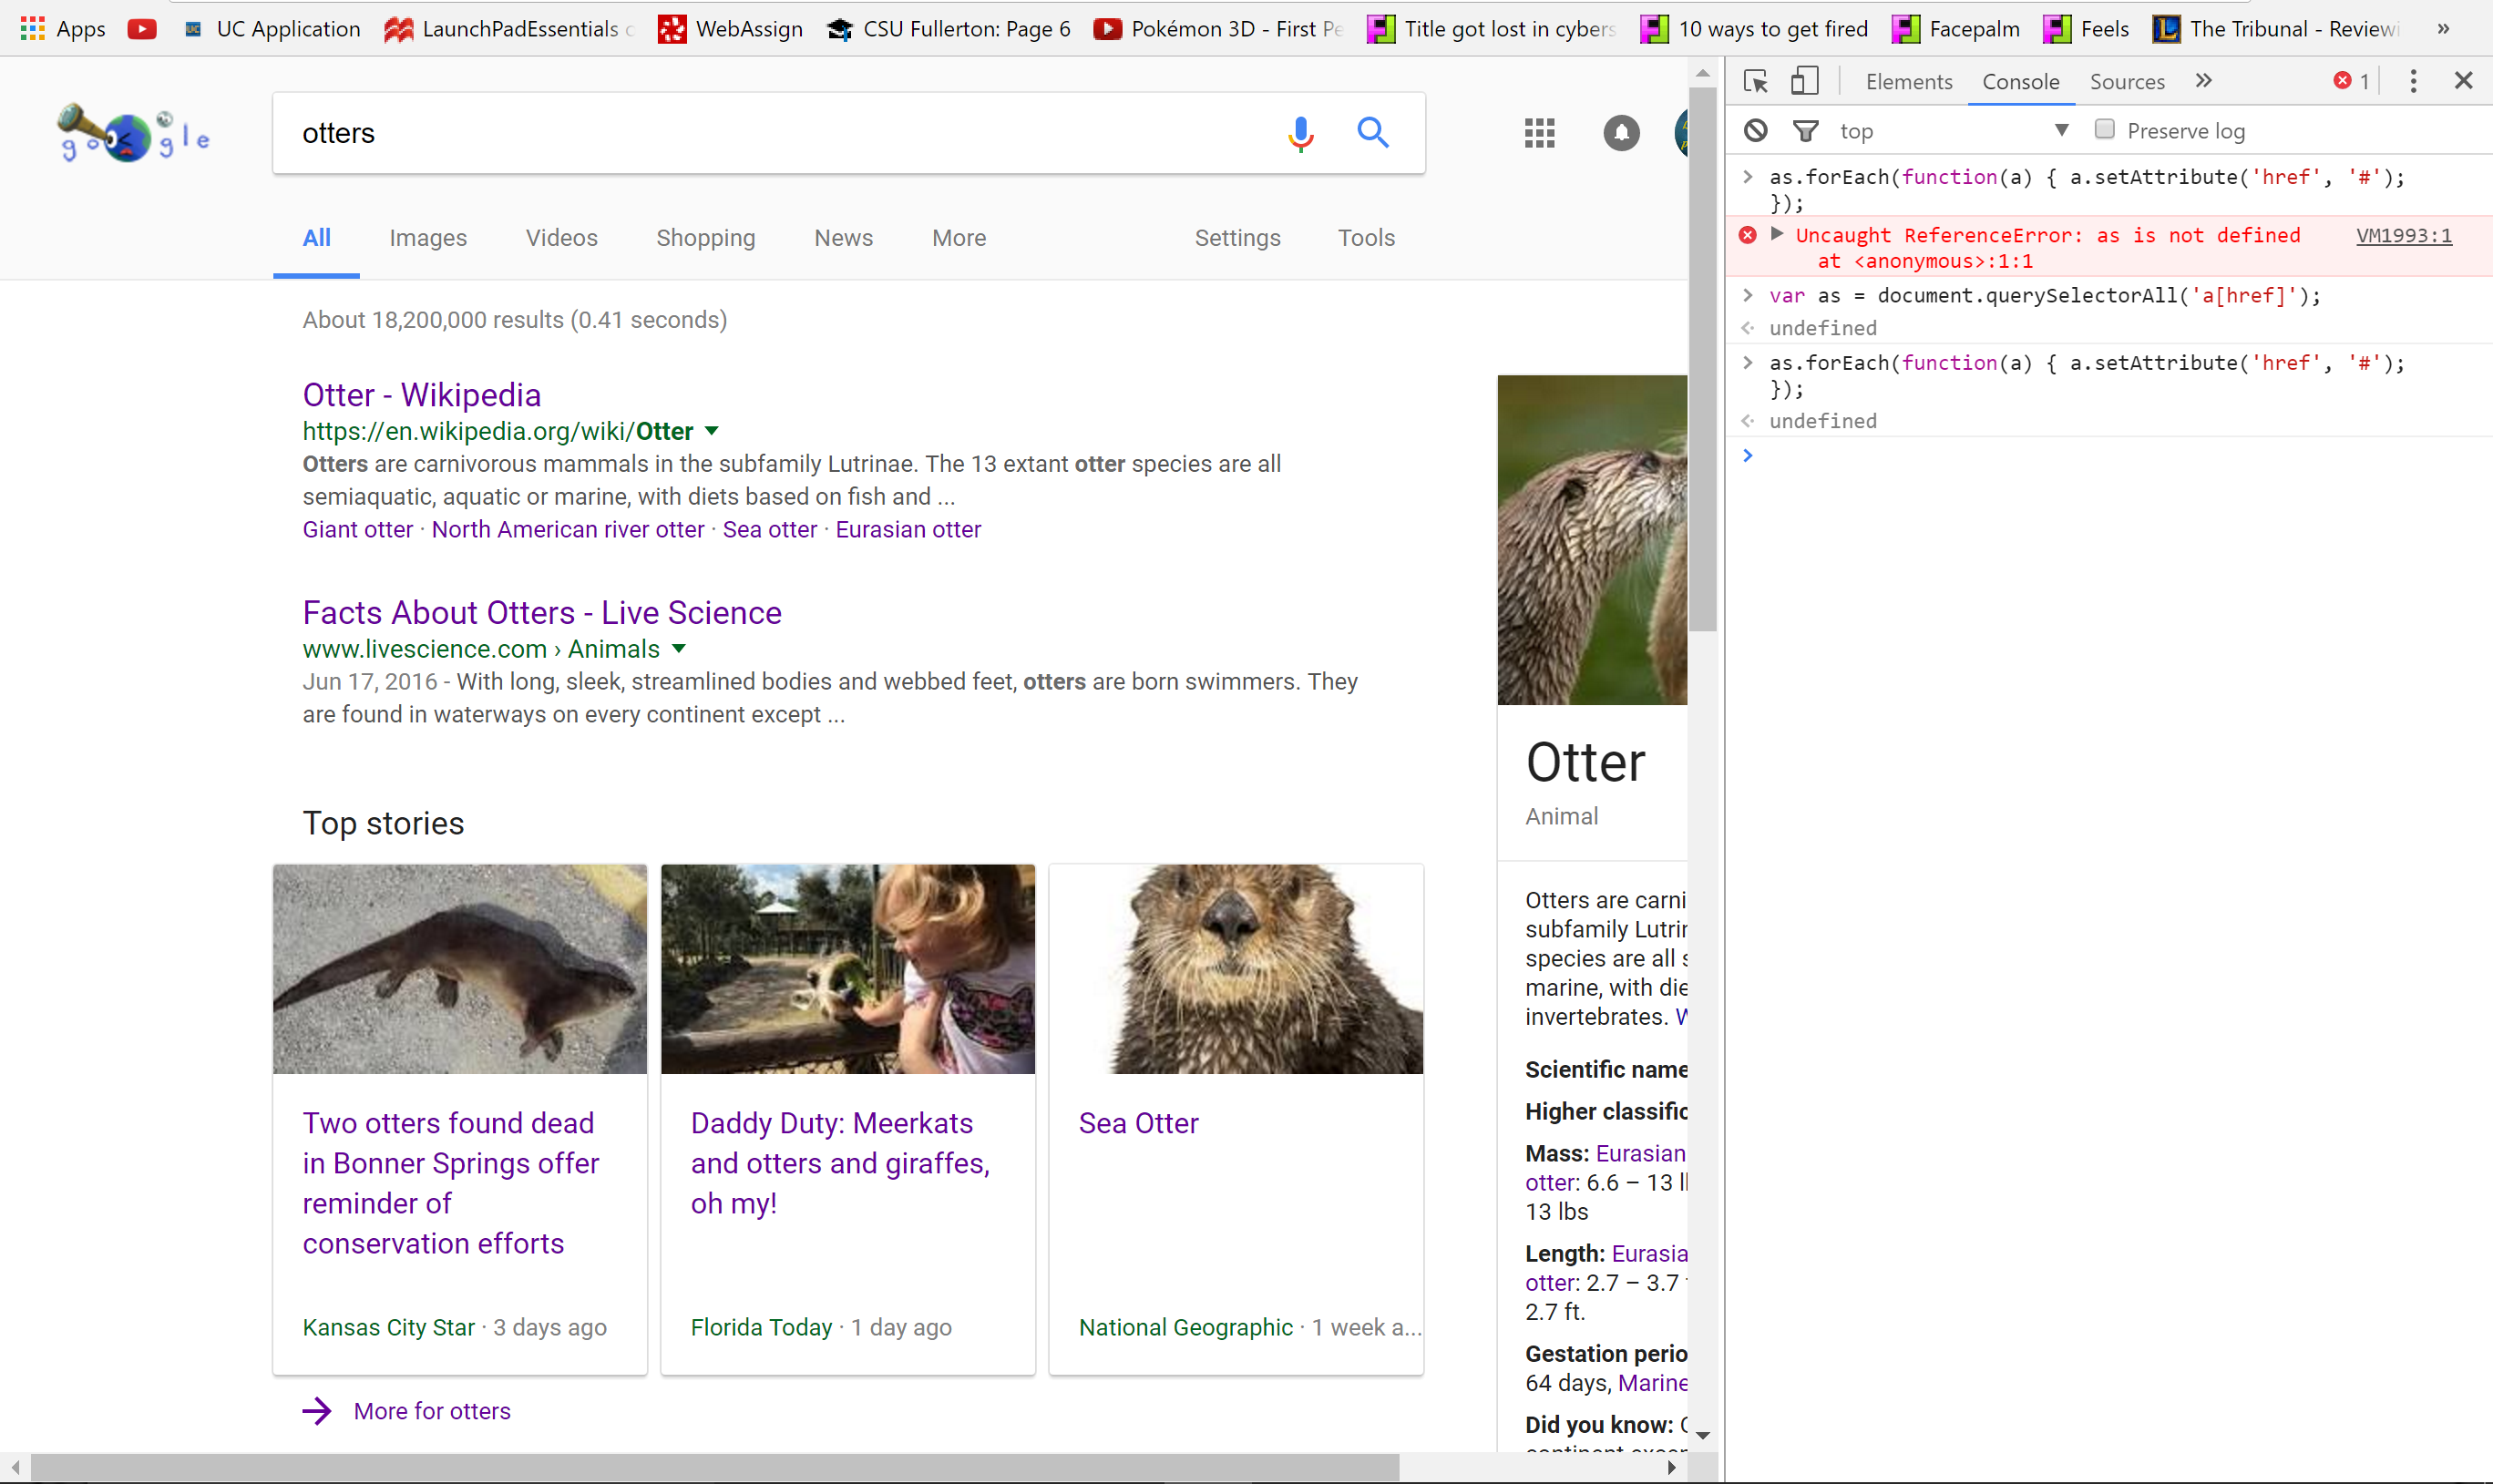 Apps UC Application LaunchPadEssentials WebAssign CSU Fullerton: Page 6 Pokémon 3D - First Title got lost in cybers 10 ways to get fired Facepalm Feels The Tribunal - Review »
google
otters
All Images Videos Shopping News More Settings Tools
About 18,200,000 results (0.41 seconds)
Otter - Wikipedia
https://en.wikipedia.org/wiki/Otter
Otters are carnivorous mammals in the subfamily Lutrinae. The 13 extant otter species are all
semiaquatic, aquatic or marine, with diets based on fish and ...
Giant otter · North American river otter · Sea otter · Eurasian otter
Facts About Otters - Live Science
www.livescience.com › Animals
Jun 17, 2016 - With long, sleek, streamlined bodies and webbed feet, otters are born swimmers. They
are found in waterways on every continent except ...
Top stories
Two otters found dead
in Bonner Springs offer
reminder of
conservation efforts
Kansas City Star · 3 days ago
Daddy Duty: Meerkats
and otters and giraffes,
oh my!
Florida Today · 1 day ago
Sea Otter
National Geographic · 1 week a...
More for otters
Otter
Animal
Otters are carni
subfamily Lutrin
species are all s
marine, with die
invertebrates. W
Scientific name
Higher classific
Mass: Eurasian
otter: 6.6 – 13 l
13 lbs
Length: Eurasia
otter: 2.7 – 3.7
2.7 ft.
Gestation perio
64 days, Marine
Did you know:
Elements Console Sources » 1
top Preserve log
> as.forEach(function(a) { a.setAttribute('href', '#');
});
Uncaught ReferenceError: as is not defined VM1993:1
at <anonymous>:1:1
> var as = document.querySelectorAll('a[href]');
undefined
> as.forEach(function(a) { a.setAttribute('href', '#');
});
undefined
>